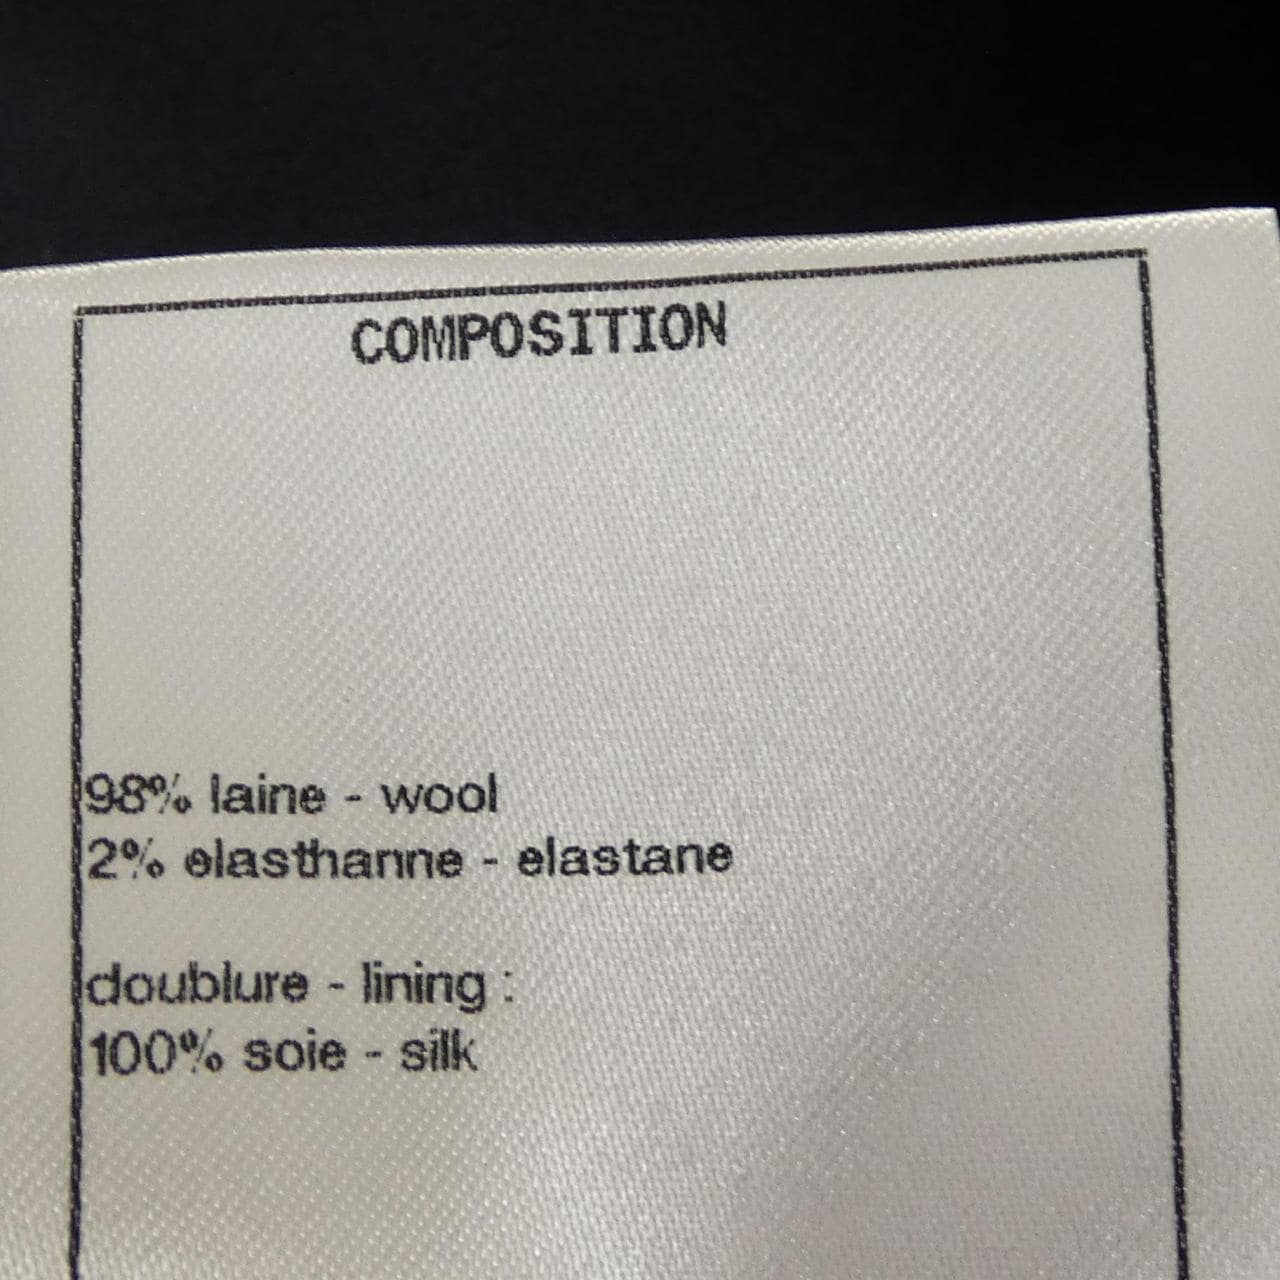 COMPOSITION
98% laine - wool
2% elasthanne - elastane
doublure - lining :
100% soie - silk